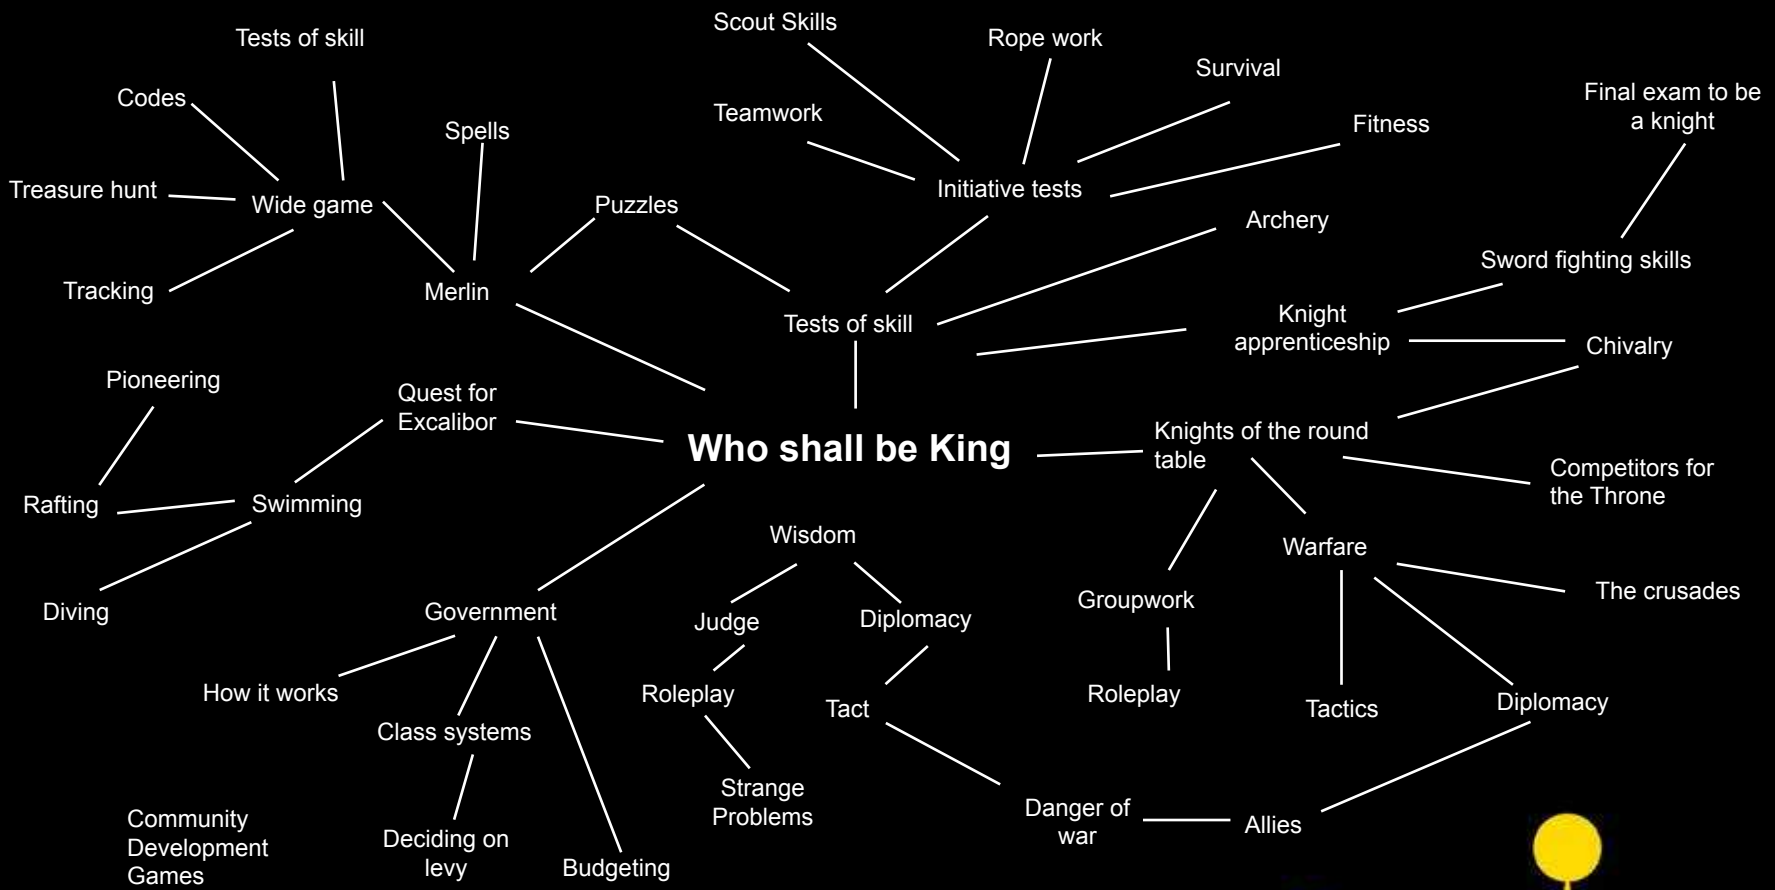 Scout Skills
Tests of skill
Rope work
Survival
Codes
Final exam to be
a knight
Teamwork
Spells
Fitness
Treasure hunt
Wide game
Puzzles
Initiative tests
Archery
Sword fighting skills
Tracking
Merlin
Tests of skill
Knight
apprenticeship
Chivalry
Pioneering
Quest for
Excalibor
Who shall be King
Knights of the round
table
Competitors for
the Throne
Rafting
Swimming
Wisdom
Warfare
The crusades
Diving
Government
Judge
Diplomacy
Groupwork
How it works
Roleplay
Tact
Roleplay
Tactics
Diplomacy
Class systems
Strange
Problems
Danger of
war
Allies
Community
Development
Games
Deciding on
levy
Budgeting